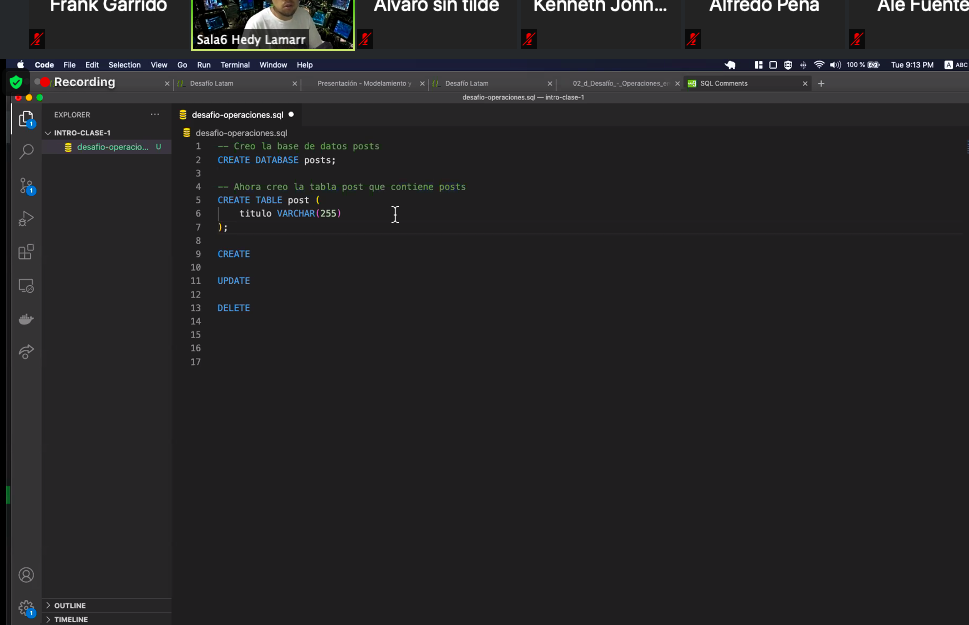 Frank Garrido
Sala6 Hedy Lamarr
Alvaro sin tilde
Kenneth John...
Alfredo Peña
Ale Fuente
Code File Edit Selection View Go Run Terminal Window Help
100 % Tue 9:13 PM A ABC
Recording
Desafío Latam
Presentación - Modelamiento y
Desafío Latam
02_d_Desafío_-_Operaciones_e
SQL Comments
desafio-operaciones.sql — intro-clase-1
EXPLORER
INTRO-CLASE-1
desafio-operacio... U
desafio-operaciones.sql
desafio-operaciones.sql
1 -- Creo la base de datos posts
2 CREATE DATABASE posts;
3
4 -- Ahora creo la tabla post que contiene posts
5 CREATE TABLE post (
6 titulo VARCHAR(255)
7 );
8
9 CREATE
10
11 UPDATE
12
13 DELETE
14
15
16
17
1
1
1
OUTLINE
TIMELINE